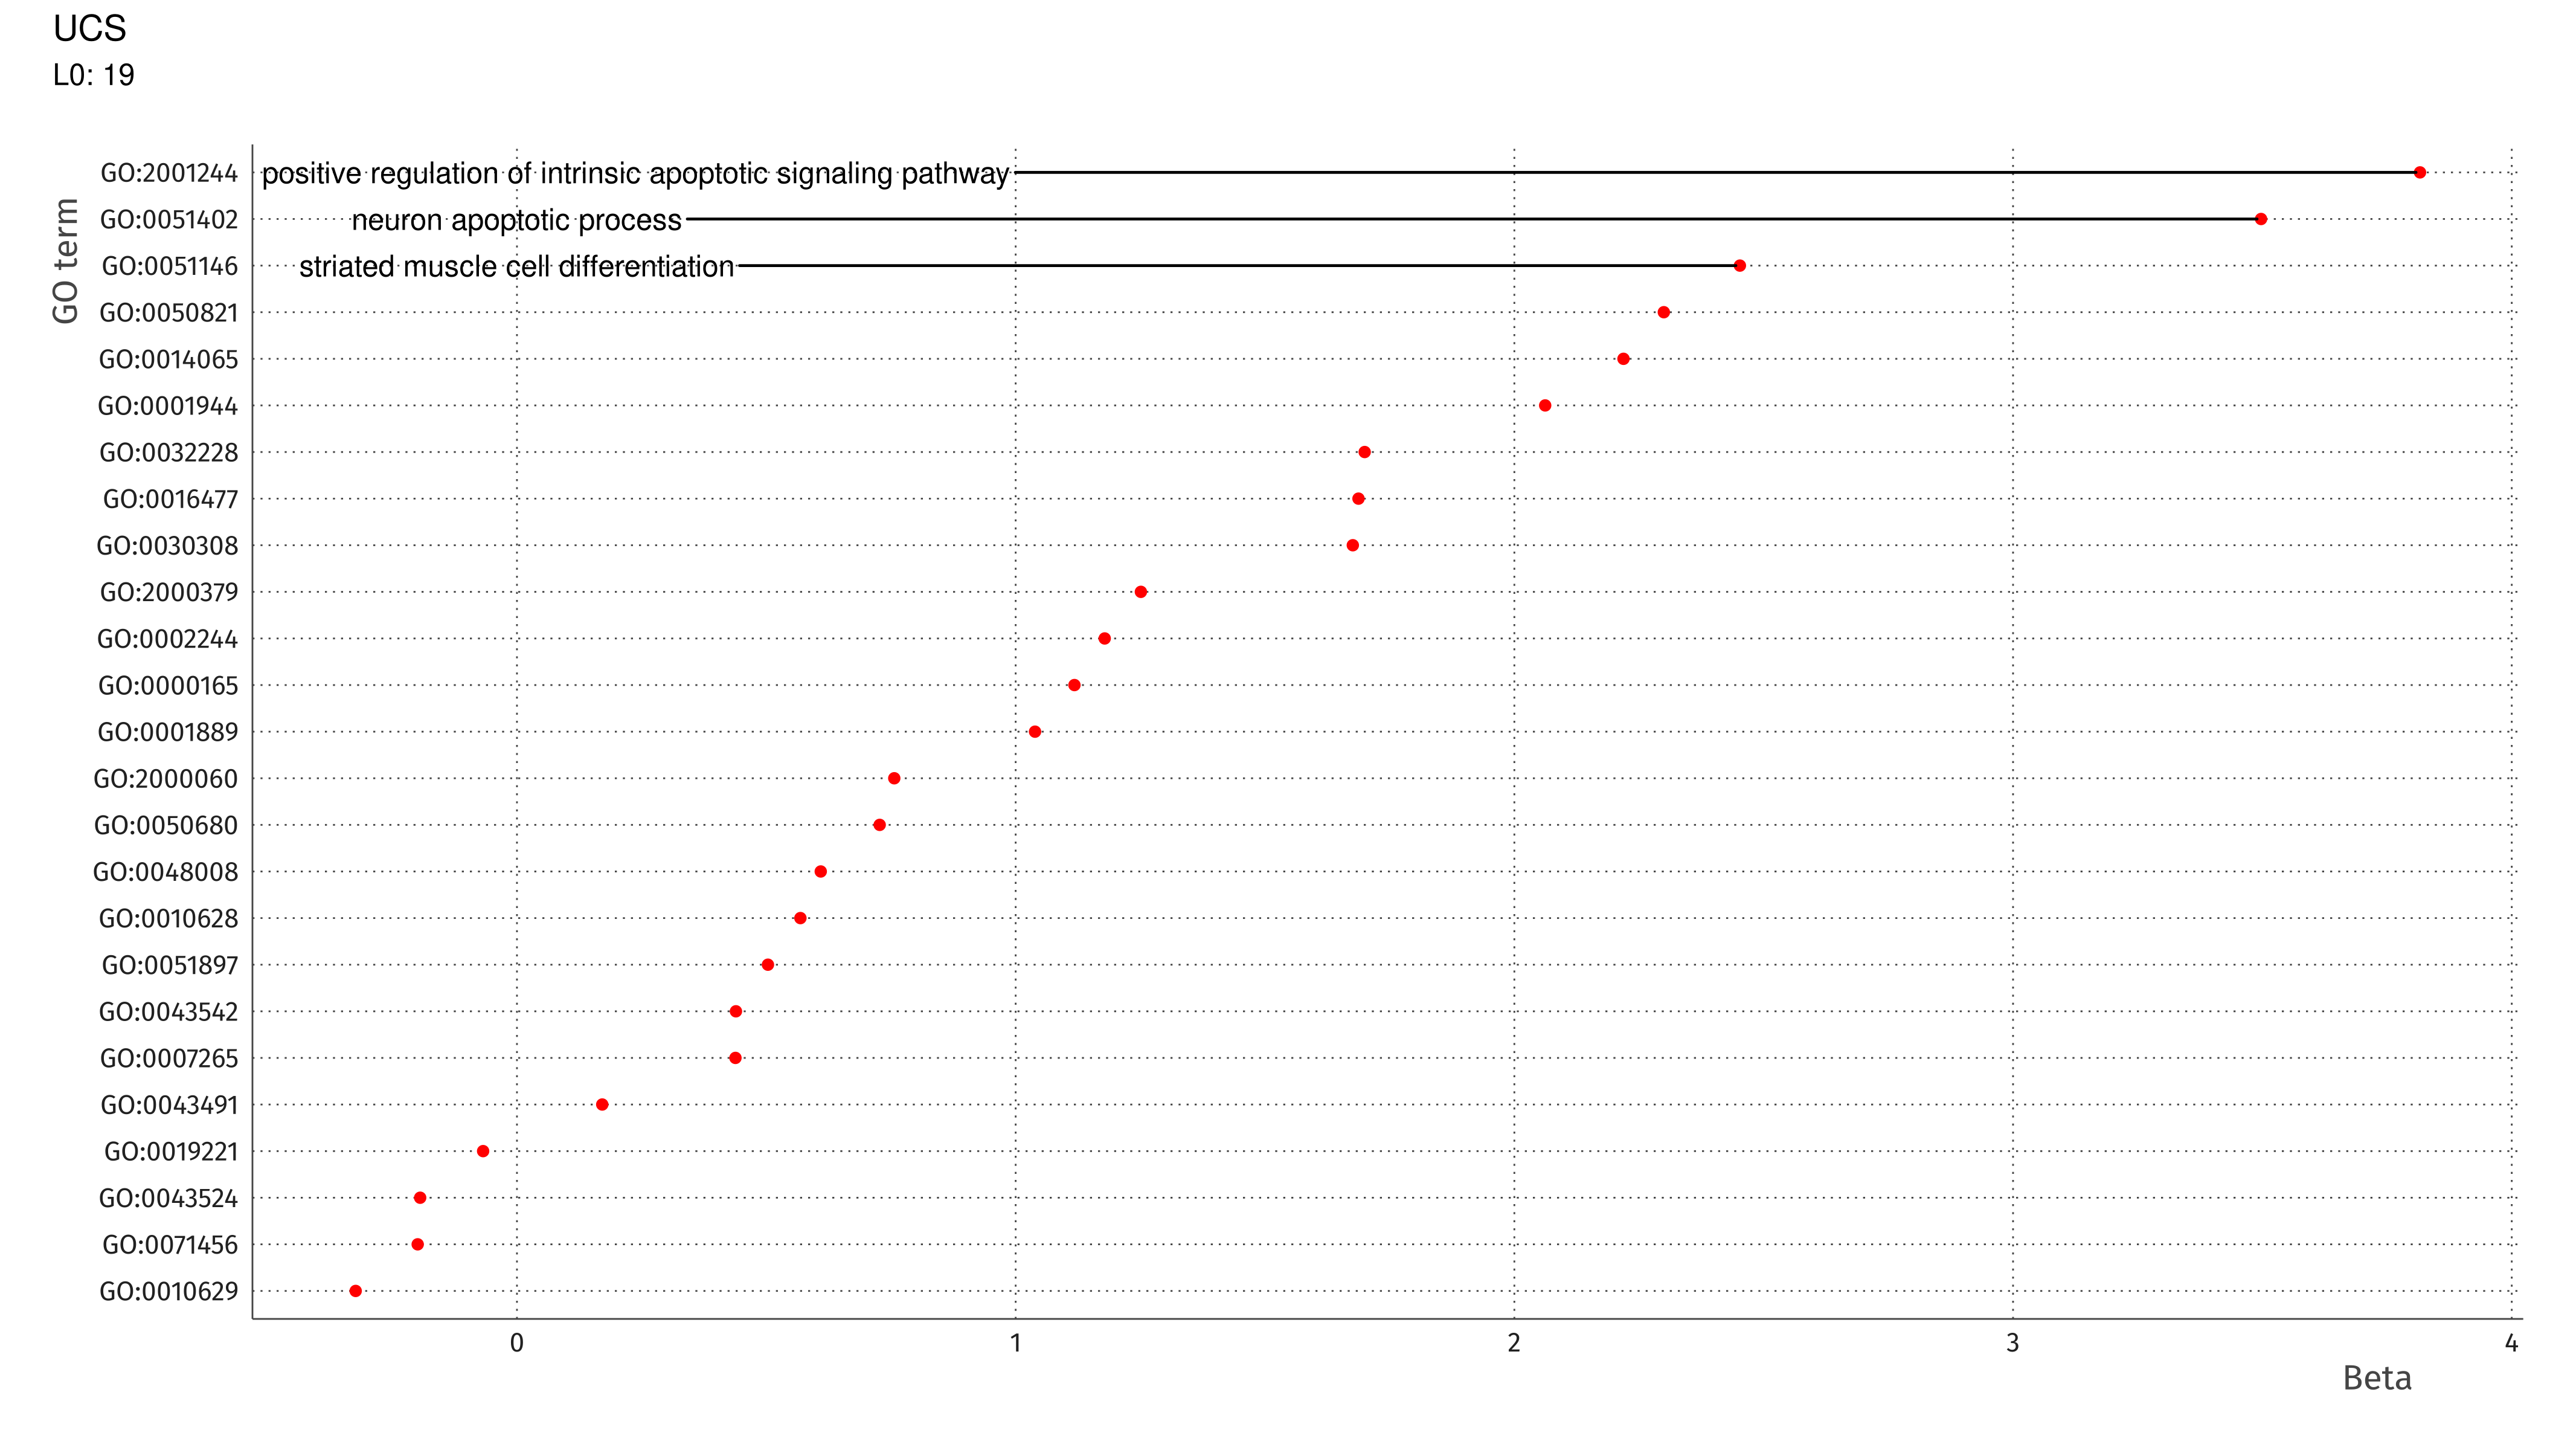 UCS
L0: 19
GO term
GO:2001244 positive regulation of intrinsic apoptotic signaling pathway
GO:0051402 neuron apoptotic process
GO:0051146 striated muscle cell differentiation
GO:0050821
GO:0014065
GO:0001944
GO:0032228
GO:0016477
GO:0030308
GO:2000379
GO:0002244
GO:0000165
GO:0001889
GO:2000060
GO:0050680
GO:0048008
GO:0010628
GO:0051897
GO:0043542
GO:0007265
GO:0043491
GO:0019221
GO:0043524
GO:0071456
GO:0010629
0 1 2 3 4
Beta